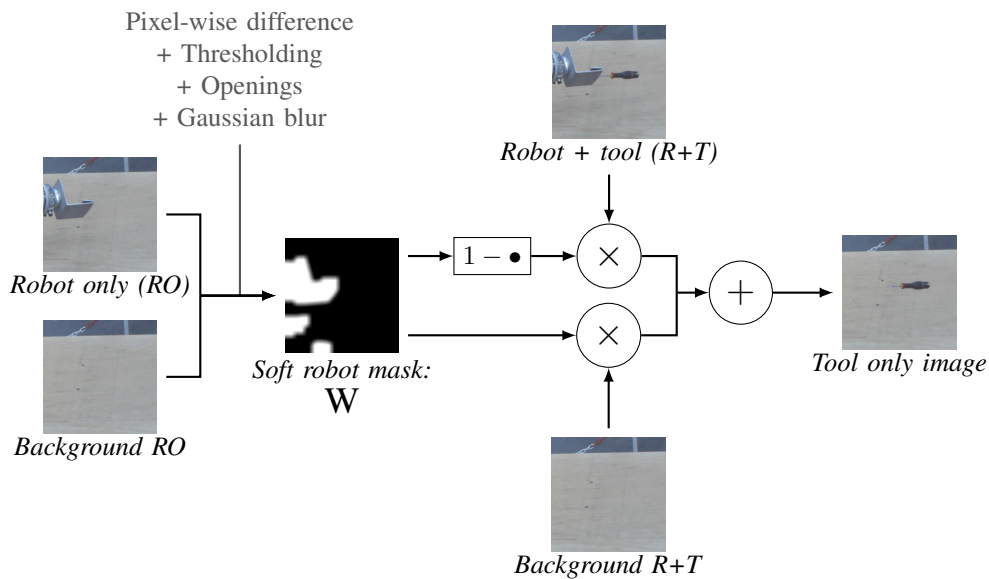 Pixel-wise difference
+ Thresholding
+ Openings
+ Gaussian blur
Robot + tool (R+T)
Robot only (RO)
1 − •
×
+
×
Soft robot mask:
W
Tool only image
Background RO
Background R+T